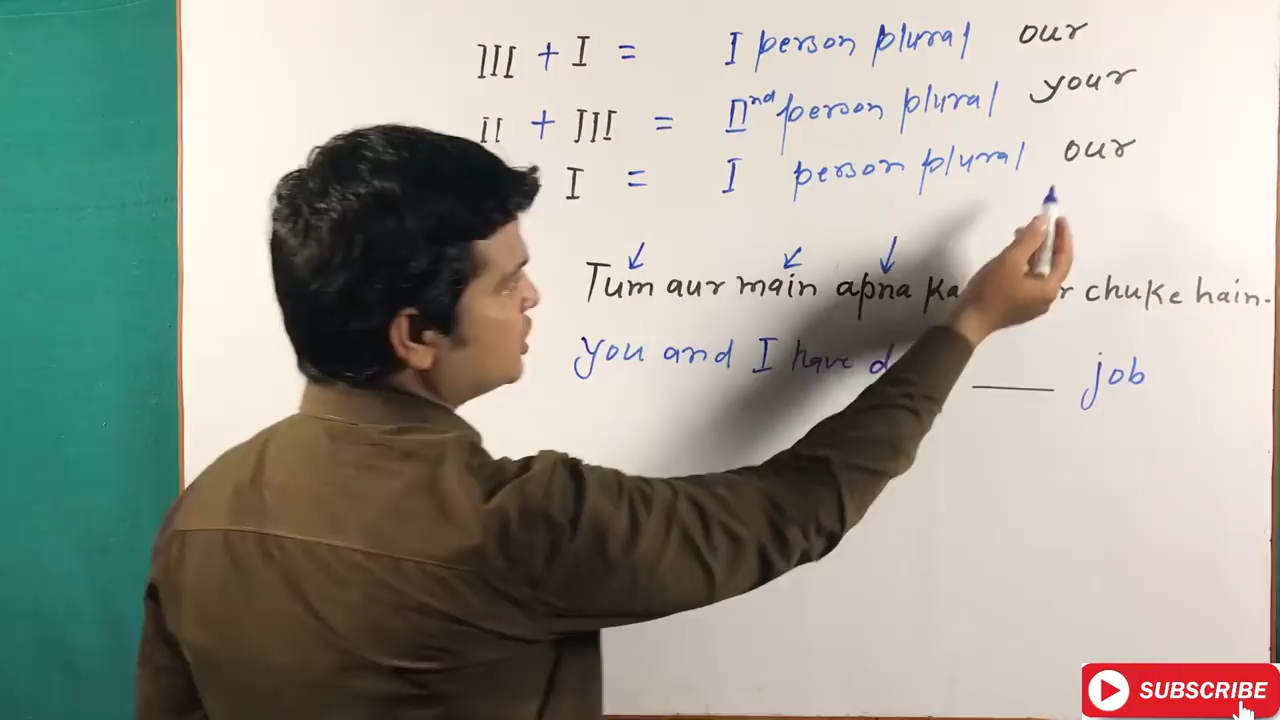 III + I = I person plural our
II + III = IInd person plural your
I = I person plural our
Tum aur main apna chuke hain.
you and I have ____ job
SUBSCRIBE